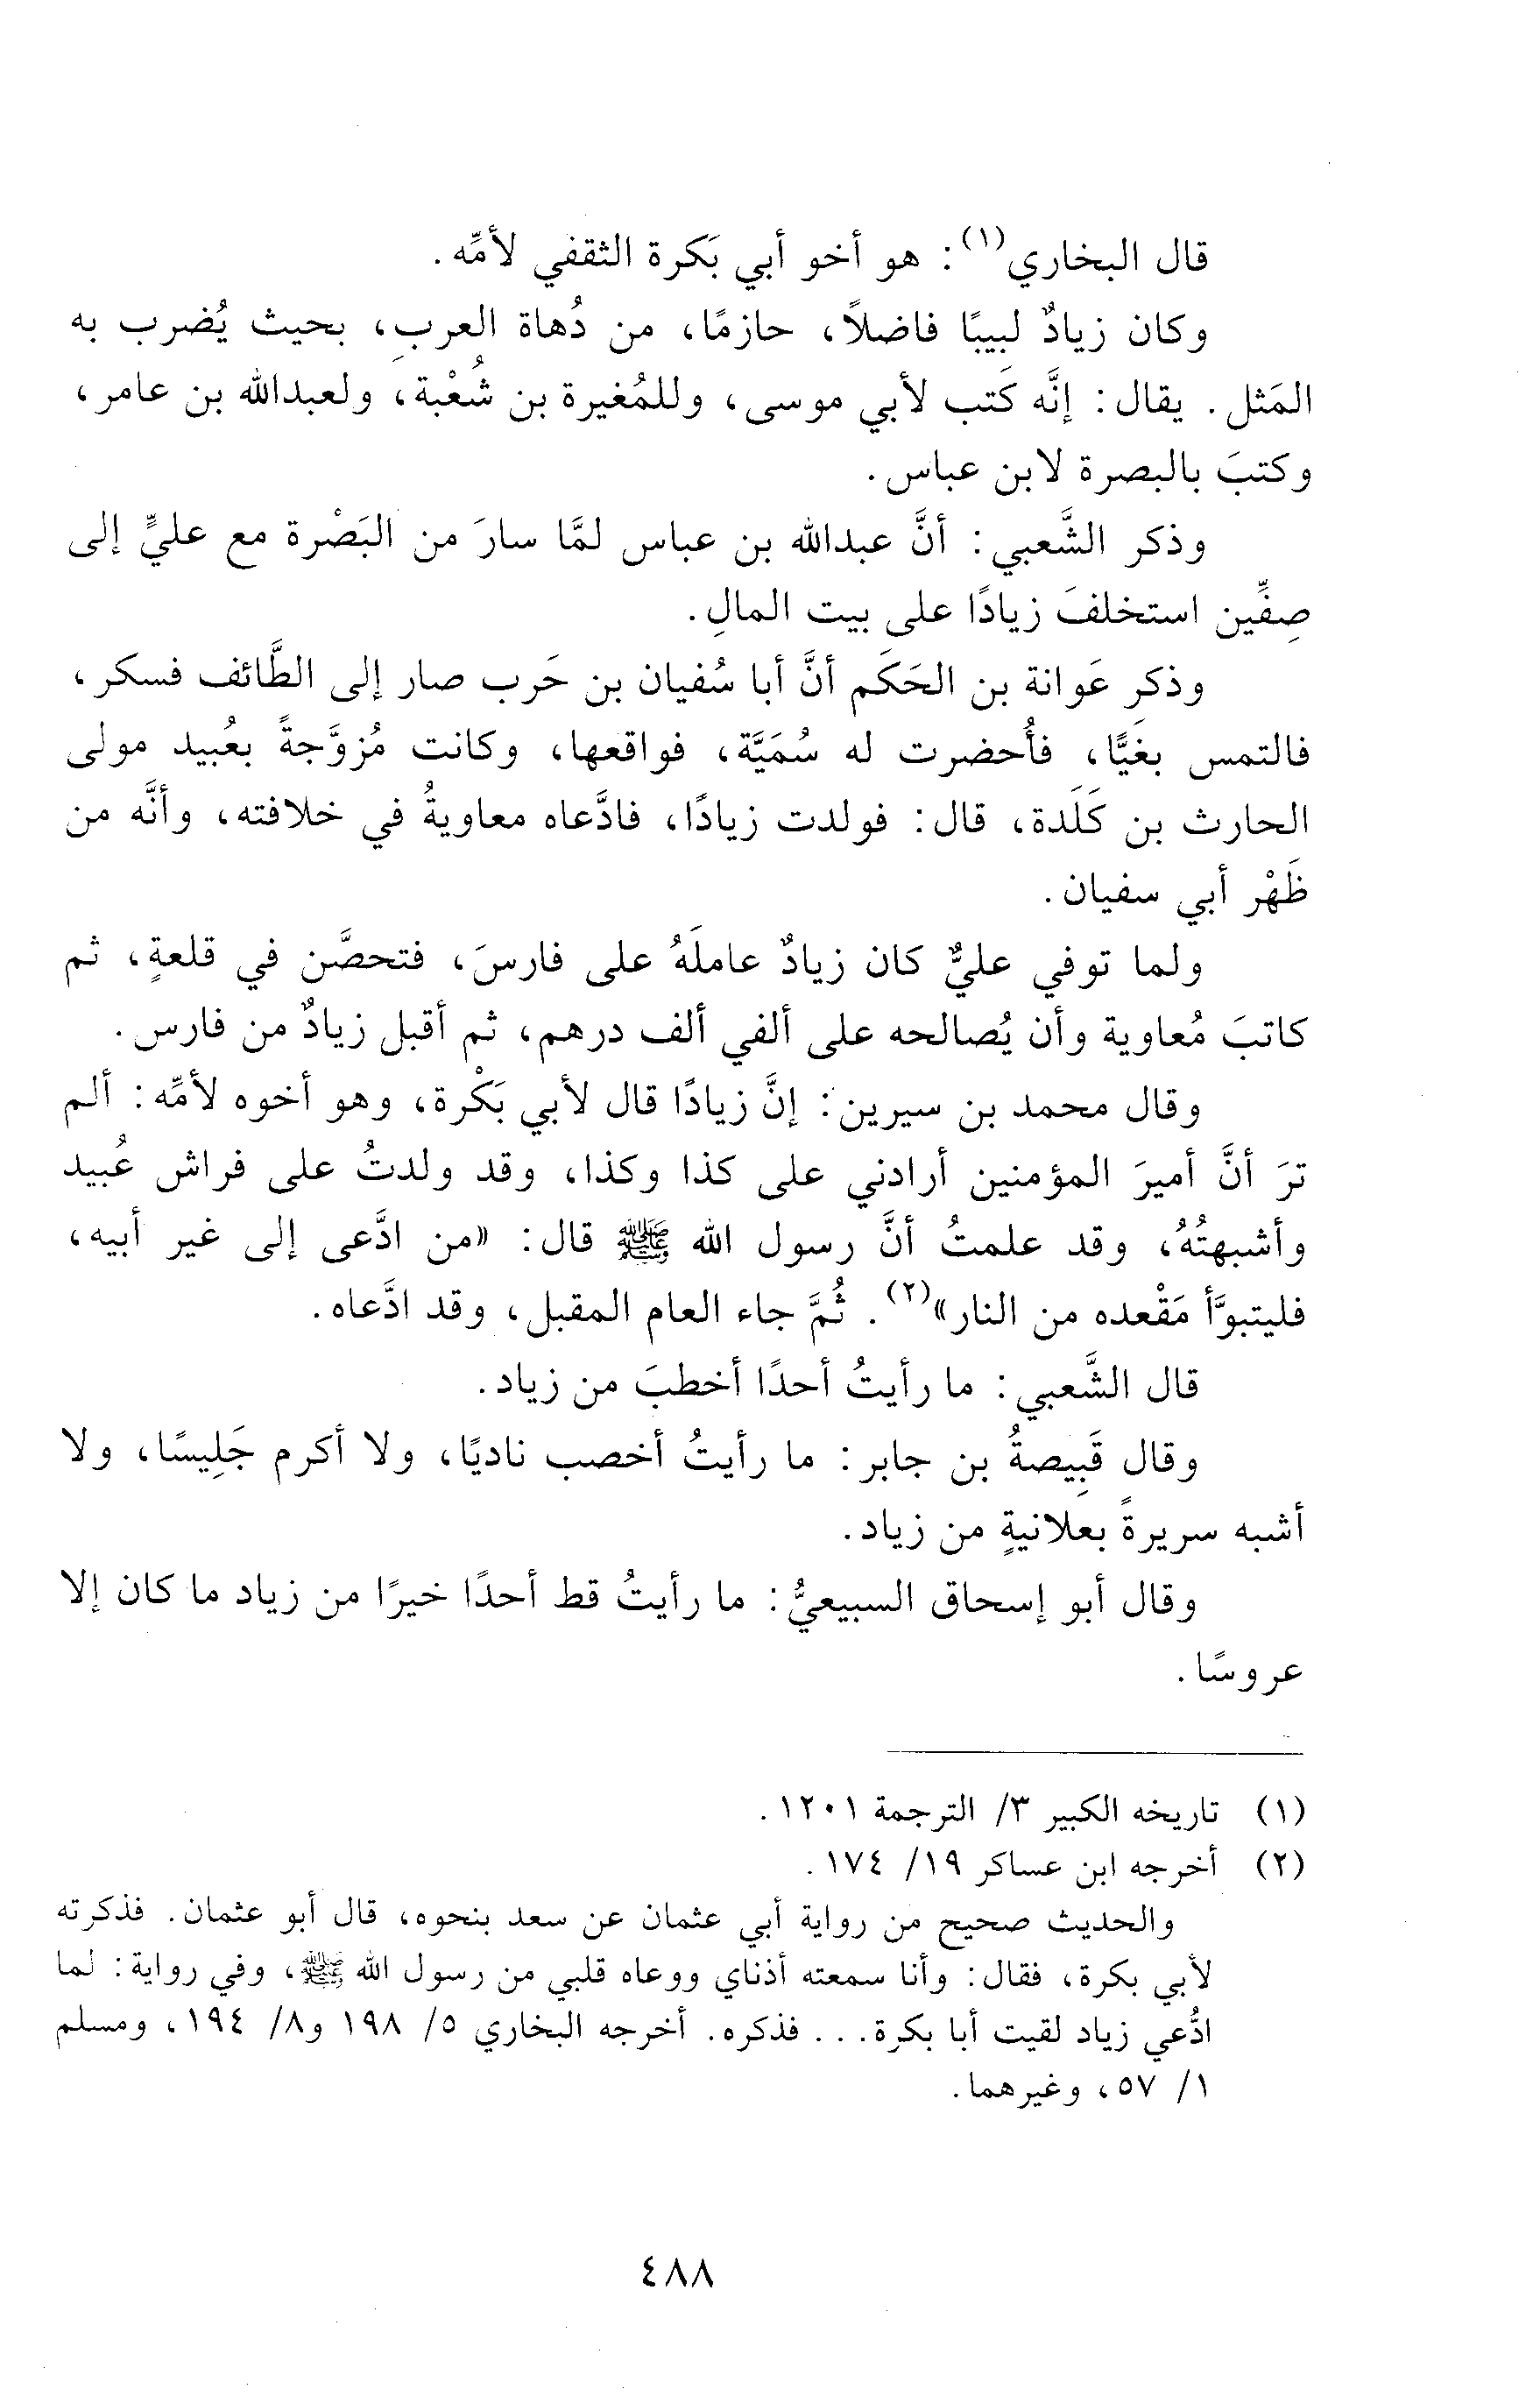 قال البخاري(١): هو أخو أبي بَكرة الثقفي لأمِّه.
وكان زيادٌ لبيبًا فاضلاً، حازمًا، من دُهاة العربِ، بحيث يُضرب به
المَثل. يقال: إنَّه كَتب لأبي موسى، وللمُغيرة بن شُعْبة، ولعبدالله بن عامر،
وكتبَ بالبصرة لابن عباس.
وذكر الشَّعبي: أنَّ عبدالله بن عباس لمَّا سارَ من البَصْرة مع عليٍّ إلى
صِفِّين استخلفَ زيادًا على بيت المالِ.
وذكر عَوانة بن الحَكَم أنَّ أبا سُفيان بن حَرب صار إلى الطَّائف فسكر،
فالتمس بغَيًّا، فأُحضرت له سُمَيَّة، فواقعها، وكانت مُزوَّجةً بعُبيد مولى
الحارث بن كَلَدة، قال: فولدت زيادًا، فادَّعاه معاويةُ في خلافته، وأنَّه من
ظَهْر أبي سفيان.
ولما توفي عليٌّ كان زيادٌ عاملَهُ على فارسَ، فتحصَّن في قلعةٍ، ثم
كاتبَ مُعاوية وأن يُصالحه على ألفي ألف درهم، ثم أقبل زيادٌ من فارس.
وقال محمد بن سيرين: إنَّ زيادًا قال لأبي بَكْرة، وهو أخوه لأمِّه: ألم
ترَ أنَّ أميرَ المؤمنين أرادني على كذا وكذا، وقد ولدتُ على فراش عُبيد
وأشبهتُهُ، وقد علمتُ أنَّ رسول الله ﷺ قال: «من ادَّعى إلى غير أبيه،
فليتبوَّأ مَقْعده من النار»(٢). ثُمَّ جاء العام المقبل، وقد ادَّعاه.
قال الشَّعبي: ما رأيتُ أحدًا أخطبَ من زياد.
وقال قَبِيصةُ بن جابر: ما رأيتُ أخصب ناديًا، ولا أكرم جَلِيسًا، ولا
أشبه سريرةً بعلانيةٍ من زياد.
وقال أبو إسحاق السبيعيُّ: ما رأيتُ قط أحدًا خيرًا من زياد ما كان إلا
عروسًا.
(١) تاريخه الكبير ٣/ الترجمة ١٢٠١.
(٢) أخرجه ابن عساكر ١٩/ ١٧٤.
والحديث صحيح من رواية أبي عثمان عن سعد بنحوه، قال أبو عثمان. فذكرته
لأبي بكرة، فقال: وأنا سمعته أذناي ووعاه قلبي من رسول الله ﷺ، وفي رواية: لما
ادُّعي زياد لقيت أبا بكرة... فذكره. أخرجه البخاري ٥/ ١٩٨ و٨/ ١٩٤، ومسلم
١/ ٥٧، وغيرهما.
٤٨٨